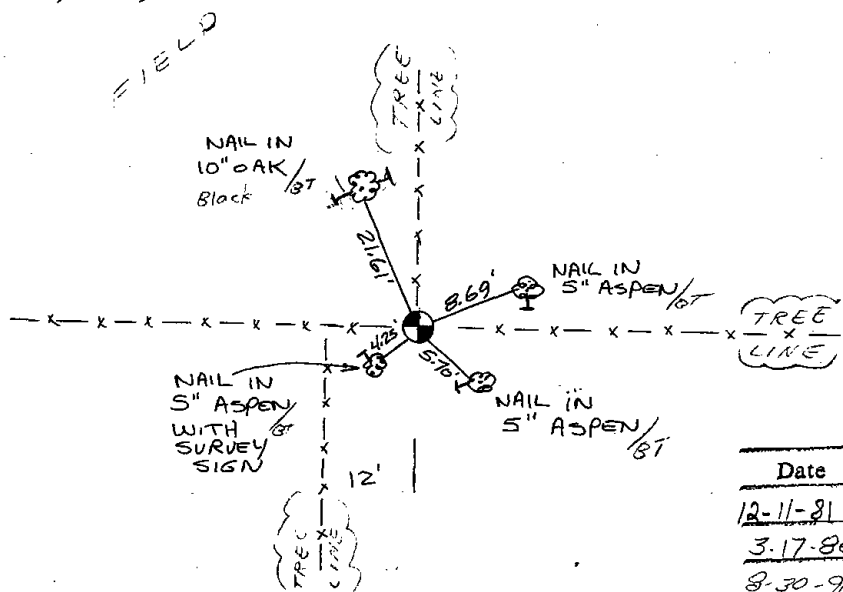 FIELD
TREE
LINE
NAIL IN
10" OAK /BT
Black
21.61'
8.69'
NAIL IN
5" ASPEN/BT
TREE
LINE
4.25'
5.70'
NAIL IN
5" ASPEN/BT
WITH
SURVEY
SIGN
NAIL IN
5" ASPEN/BT
12'
TREE
LINE
Date
12-11-81